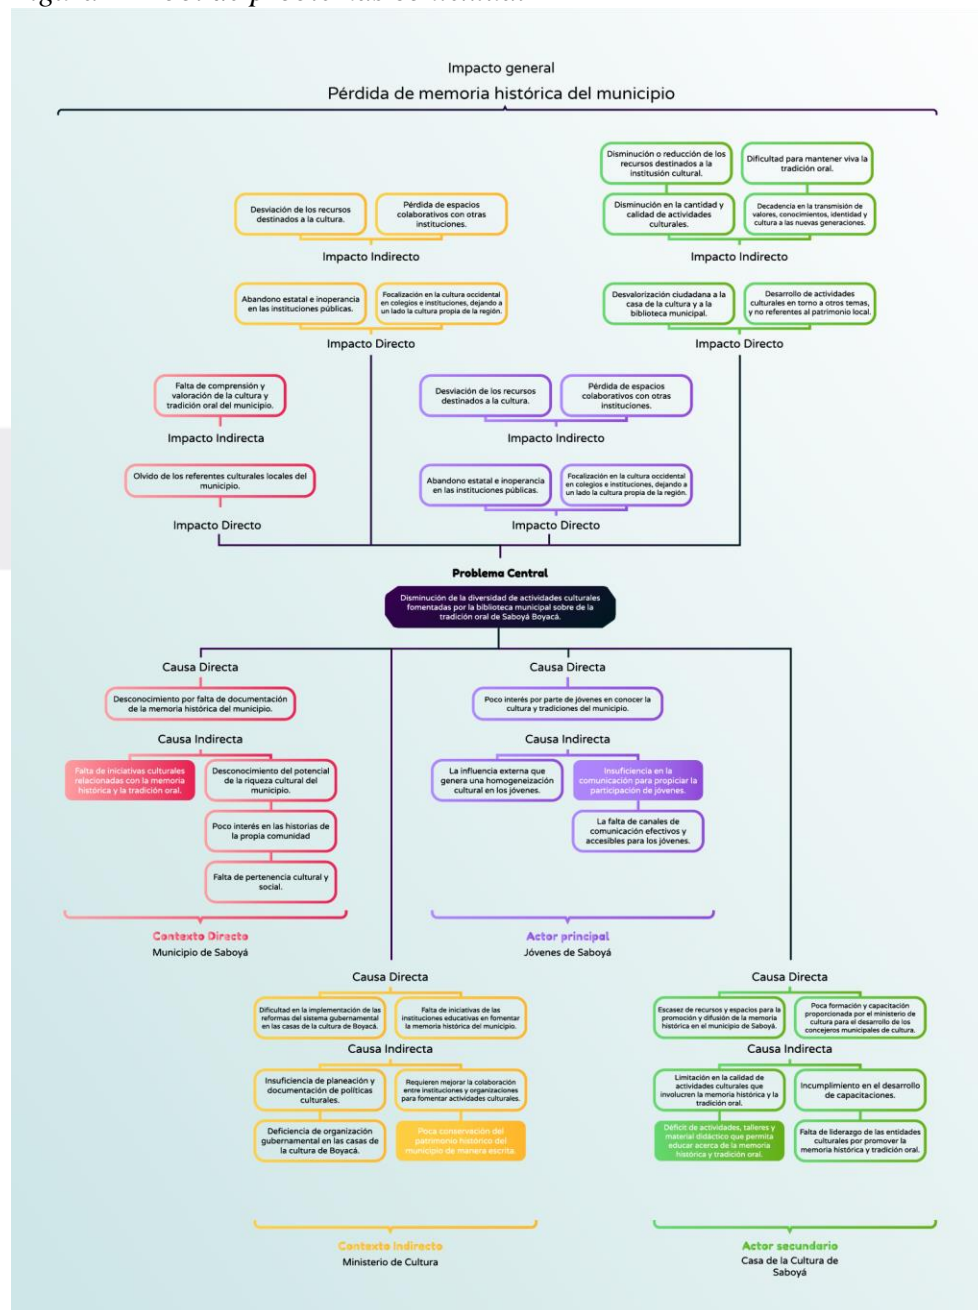 Impacto general
Pérdida de memoria histórica del municipio
Disminución o reducción de los
recursos destinados a la
institusión cultural.
Dificultad para mantener viva la
tradición oral.
Desviación de los recursos
destinados a la cultura.
Pérdida de espacios
colaborativos con otras
instituciones.
Disminución en la cantidad y
calidad de actividades
culturales.
Decadencia en la transmisión de
valores, conocimientos, identidad y
cultura a las nuevas generaciones.
Impacto Indirecto
Impacto Indirecto
Abandono estatal e inoperancia
en las instituciones públicas.
Focalización en la cultura occidental
en colegios e instituciones, dejando a
un lado la cultura propia de la región.
Desvalorización ciudadana a la
casa de la cultura y a la
biblioteca municipal.
Desarrollo de actividades
culturales en torno a otros temas,
y no referentes al patrimonio local.
Impacto Directo
Impacto Directo
Falta de comprensión y
valoración de la cultura y
tradición oral del municipio.
Desviación de los recursos
destinados a la cultura.
Pérdida de espacios
colaborativos con otras
instituciones.
Impacto Indirecta
Impacto Indirecto
Olvido de los referentes culturales locales del
municipio.
Abandono estatal e inoperancia
en las instituciones públicas.
Focalización en la cultura occidental
en colegios e instituciones, dejando a
un lado la cultura propia de la región.
Impacto Directo
Impacto Directo
Problema Central
Disminución de la diversidad de actividades culturales
fomentadas por la biblioteca municipal sobre de la
tradición oral de Saboyá Boyacá.
Causa Directa
Causa Directa
Desconocimiento por falta de documentación
de la memoria histórica del municipio.
Poco interés por parte de jóvenes en conocer la
cultura y tradiciones del municipio.
Causa Indirecta
Causa Indirecta
Falta de iniciativas culturales
relacionadas con la memoria
histórica y la tradición oral.
Desconocimiento del potencial
de la riqueza cultural del
municipio.
La influencia externa que
genera una homogeneización
cultural en los jóvenes.
Insuficiencia en la
comunicación para propiciar la
participación de jóvenes.
Poco interés en las historias de
la propia comunidad
La falta de canales de
comunicación efectivos y
accesibles para los jóvenes.
Falta de pertenencia cultural y
social.
Contexto Directo
Municipio de Saboyá
Actor principal
Jóvenes de Saboyá
Causa Directa
Causa Directa
Dificultad en la implementación de las
reformas del sistema gubernamental
en las casas de la cultura de Boyacá.
Falta de iniciativas de las
instituciones educativas en fomentar
la memoria histórica del municipio.
Escasez de recursos y espacios para la
promoción y difusión de la memoria
histórica en el municipio de Saboyá.
Poca formación y capacitación
proporcionada por el ministerio de
cultura para el desarrollo de los
concejeros municipales de cultura.
Causa Indirecta
Causa Indirecta
Insuficiencia de planeación y
documentación de políticas
culturales.
Requieren mejorar la colaboración
entre instituciones y organizaciones
para fomentar actividades culturales.
Limitación en la calidad de
actividades culturales que
involucren la memoria histórica y la
tradición oral.
Incumplimiento en el desarrollo
de capacitaciones.
Deficiencia de organización
gubernamental en las casas de
la cultura de Boyacá.
Poca conservación del
patrimonio histórico del
municipio de manera escrita.
Déficit de actividades, talleres y
material didáctico que permita
educar acerca de la memoria
histórica y tradición oral.
Falta de liderazgo de las entidades
culturales por promover la
memoria histórica y tradición oral.
Contexto Indirecto
Ministerio de Cultura
Actor secundario
Casa de la Cultura de
Saboyá